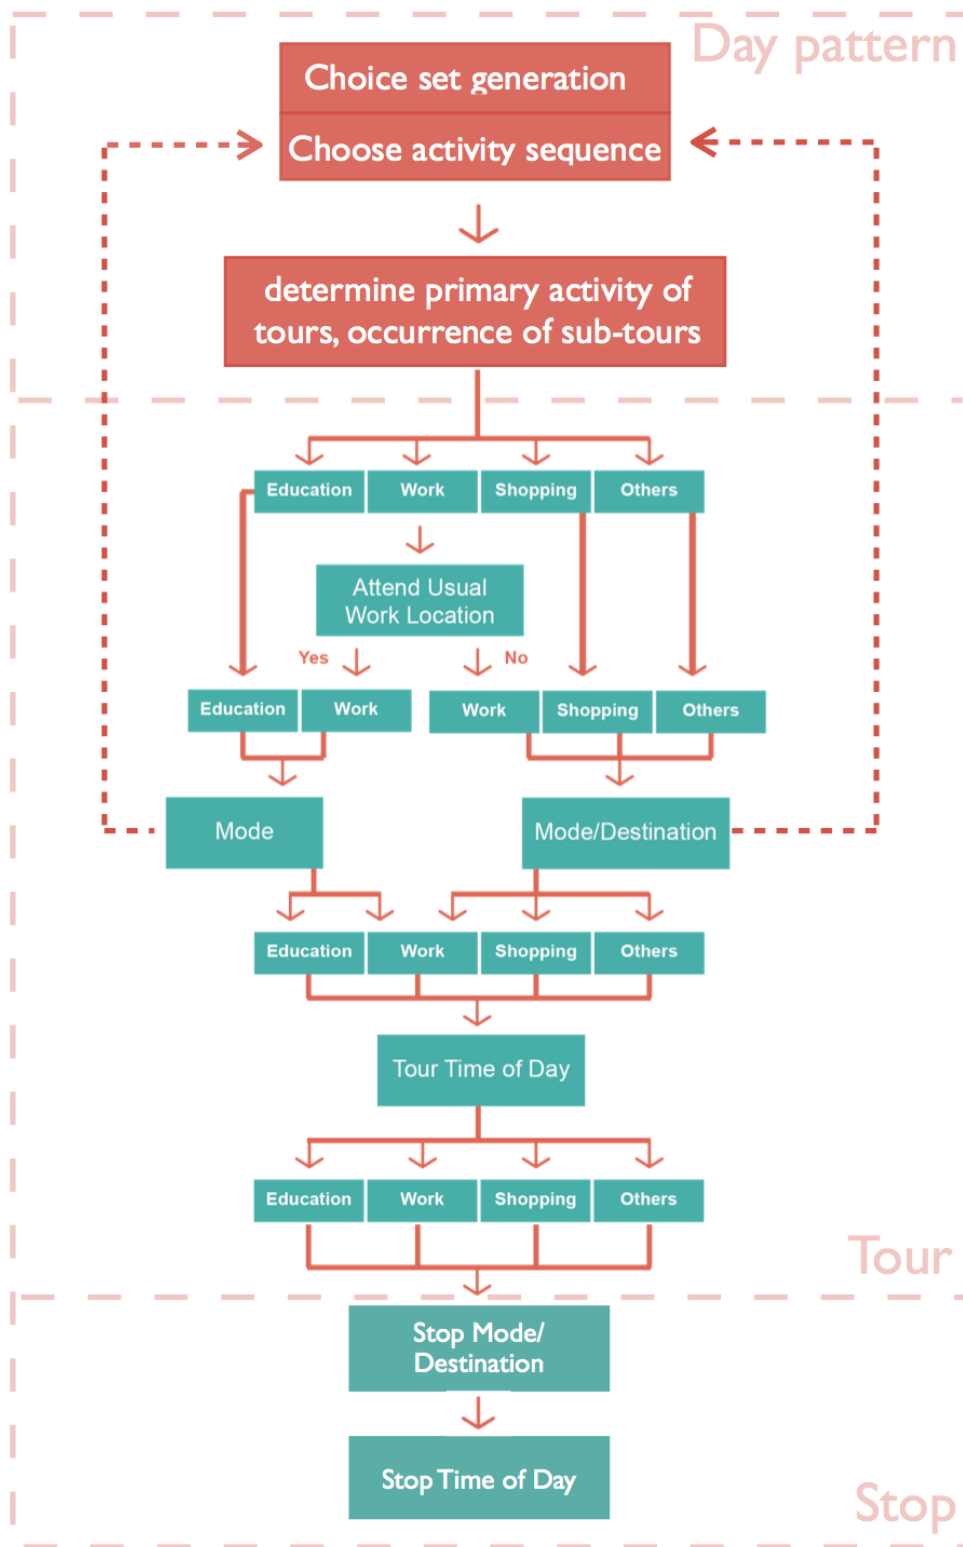 Day pattern
Choice set generation
Choose activity sequence
determine primary activity of
tours, occurrence of sub-tours
Education
Work
Shopping
Others
Attend Usual
Work Location
Yes
No
Education
Work
Work
Shopping
Others
Mode
Mode/Destination
Education
Work
Shopping
Others
Tour Time of Day
Education
Work
Shopping
Others
Tour
Stop Mode/
Destination
Stop Time of Day
Stop